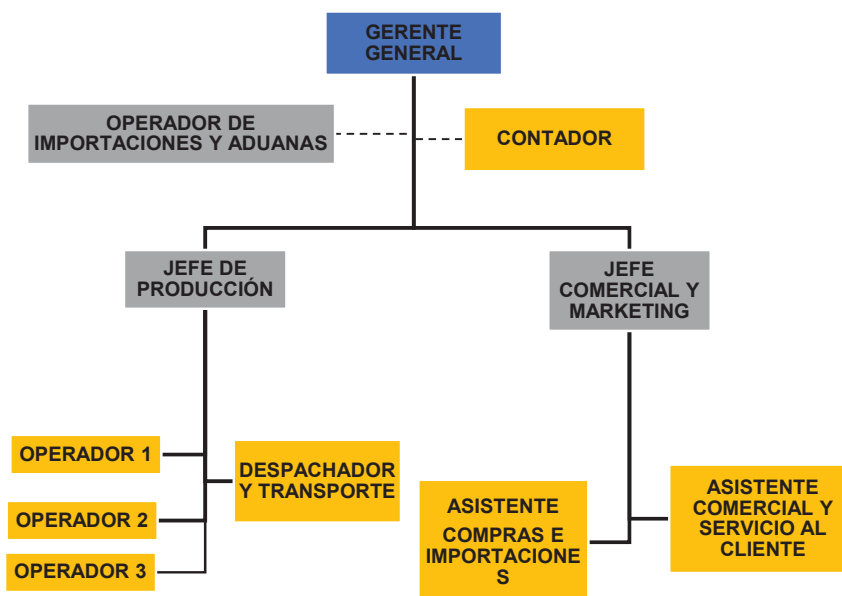 GERENTE
GENERAL
OPERADOR DE
IMPORTACIONES Y ADUANAS
CONTADOR
JEFE DE
PRODUCCIÓN
JEFE
COMERCIAL Y
MARKETING
OPERADOR 1
OPERADOR 2
OPERADOR 3
DESPACHADOR
Y TRANSPORTE
ASISTENTE
COMPRAS E
IMPORTACIONE
S
ASISTENTE
COMERCIAL Y
SERVICIO AL
CLIENTE